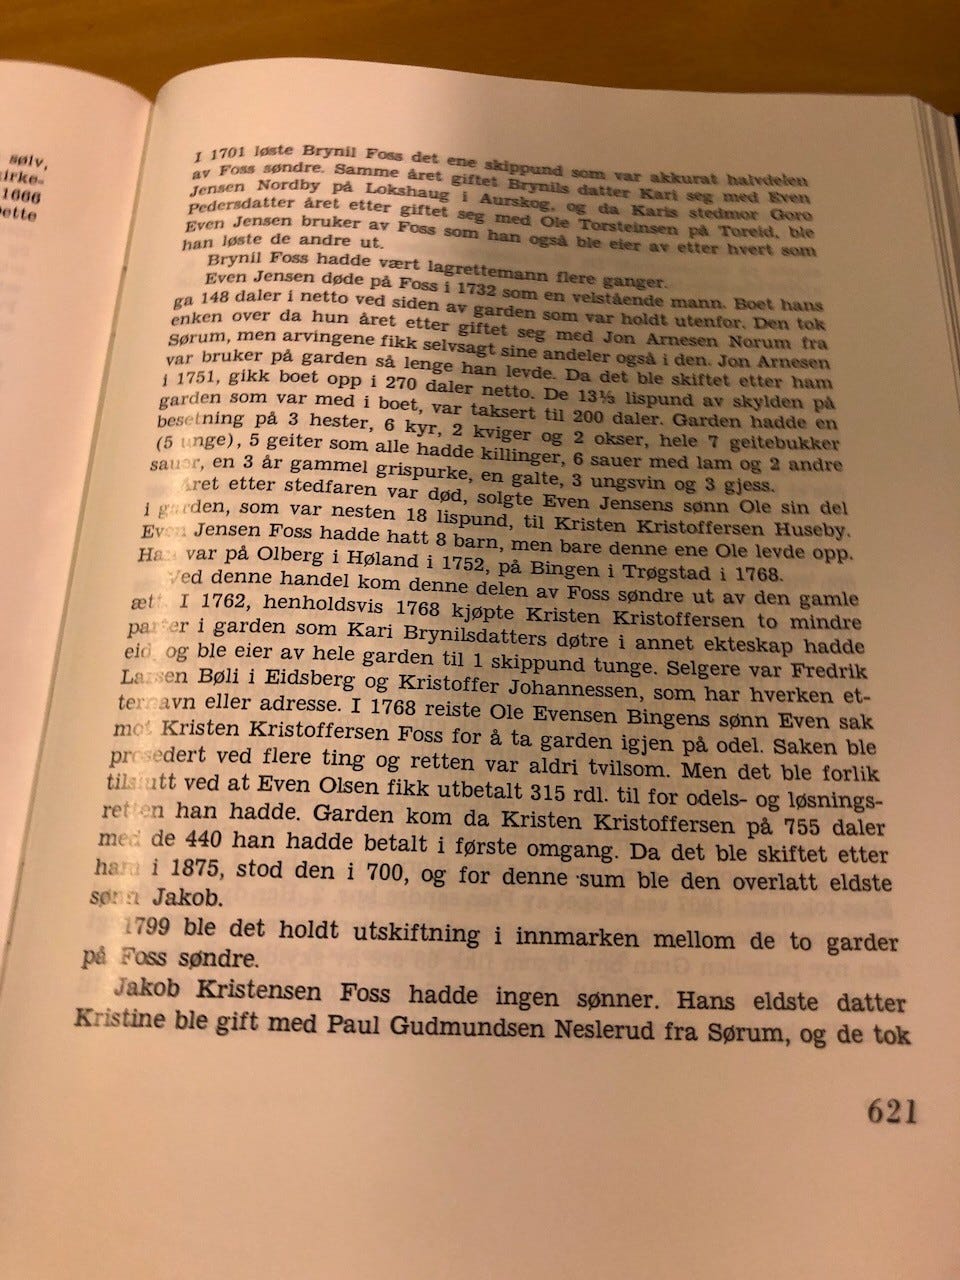 sølv,
irke-
1666
Dette
I 1701 løste Brynil Foss det ene skippund som var akkurat halvdelen
av Foss søndre. Samme året giftet Brynils datter Kari seg med Even
Jensen Nordby på Lokshaug i Aurskog, og da Karis stedmor Goro
Pedersdatter året etter giftet seg med Ole Torsteinsen på Toreid, ble
Even Jensen bruker av Foss som han også ble eier av etter hvert som
han løste de andre ut.
Brynil Foss hadde vært lagrettemann flere ganger.
Even Jensen døde på Foss i 1732 som en velstående mann. Boet hans
ga 148 daler i netto ved siden av garden som var holdt utenfor. Den tok
enken over da hun året etter giftet seg med Jon Arnesen Norum fra
Sørum, men arvingene fikk selvsagt sine andeler også i den. Jon Arnesen
var bruker på garden så lenge han levde. Da det ble skiftet etter ham
i 1751, gikk boet opp i 270 daler netto. De 13⅓ lispund av skylden på
garden som var med i boet, var taksert til 200 daler. Garden hadde en
besetning på 3 hester, 6 kyr, 2 kviger og 2 okser, hele 7 geitebukker
(5 unge), 5 geiter som alle hadde killinger, 6 sauer med lam og 2 andre
sauer, en 3 år gammel grispurke, en galte, 3 ungsvin og 3 gjess.
Året etter stedfaren var død, solgte Even Jensens sønn Ole sin del
i garden, som var nesten 18 lispund, til Kristen Kristoffersen Huseby.
Even Jensen Foss hadde hatt 8 barn, men bare denne ene Ole levde opp.
Han var på Olberg i Høland i 1752, på Bingen i Trøgstad i 1768.
Ved denne handel kom denne delen av Foss søndre ut av den gamle
ætt. I 1762, henholdsvis 1768 kjøpte Kristen Kristoffersen to mindre
parter i garden som Kari Brynilsdatters døtre i annet ekteskap hadde
eid, og ble eier av hele garden til 1 skippund tunge. Selgere var Fredrik
Larsen Bøli i Eidsberg og Kristoffer Johannessen, som har hverken et-
ternavn eller adresse. I 1768 reiste Ole Evensen Bingens sønn Even sak
mot Kristen Kristoffersen Foss for å ta garden igjen på odel. Saken ble
prosedert ved flere ting og retten var aldri tvilsom. Men det ble forlik
tilslutt ved at Even Olsen fikk utbetalt 315 rdl. til for odels- og løsnings-
retten han hadde. Garden kom da Kristen Kristoffersen på 755 daler
med de 440 han hadde betalt i første omgang. Da det ble skiftet etter
ham i 1875, stod den i 700, og for denne sum ble den overlatt eldste
sønn Jakob.
1799 ble det holdt utskiftning i innmarken mellom de to garder
på Foss søndre.
Jakob Kristensen Foss hadde ingen sønner. Hans eldste datter
Kristine ble gift med Paul Gudmundsen Neslerud fra Sørum, og de tok
621